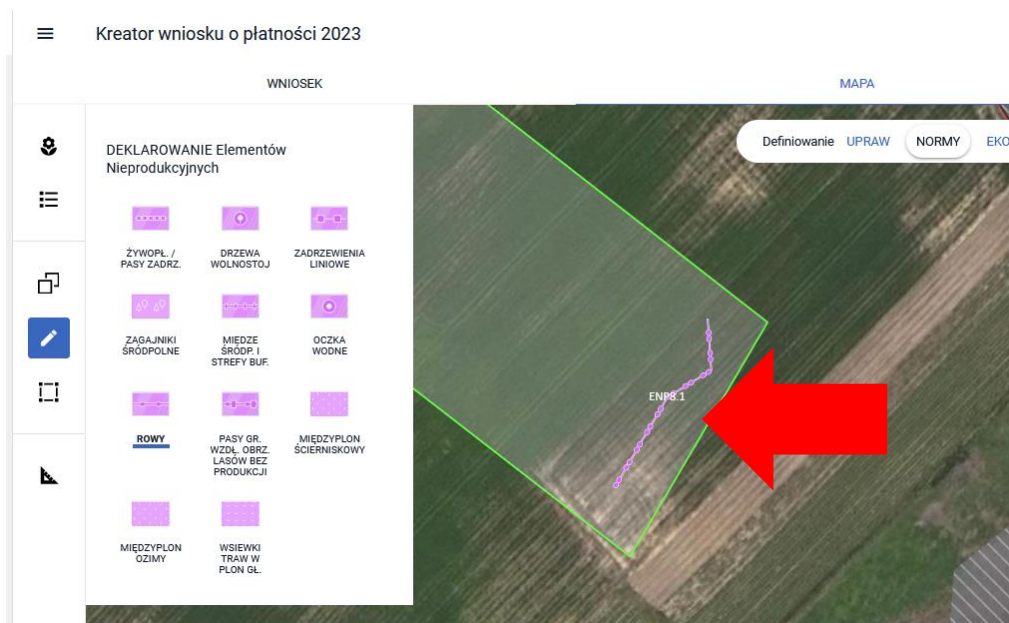 Kreator wniosku o płatności 2023
WNIOSEK
MAPA
DEKLAROWANIE Elementów
Nieprodukcyjnych
Definiowanie UPRAW NORMY EKO
ŻYWOPŁ. /
PASY ZADRZ.
DRZEWA
WOLNOSTOJ
ZADRZEWIENIA
LINIOWE
ZAGAJNIKI
ŚRÓDPOLNE
MIEDZE
ŚRÓDP. I
STREFY BUF.
OCZKA
WODNE
ROWY
PASY GR.
WZDŁ. OBRZ.
LASÓW BEZ
PRODUKCJI
MIĘDZYPLON
ŚCIERNISKOWY
MIĘDZYPLON
OZIMY
WSIEWKI
TRAW W
PLON GŁ.
ENP8.1